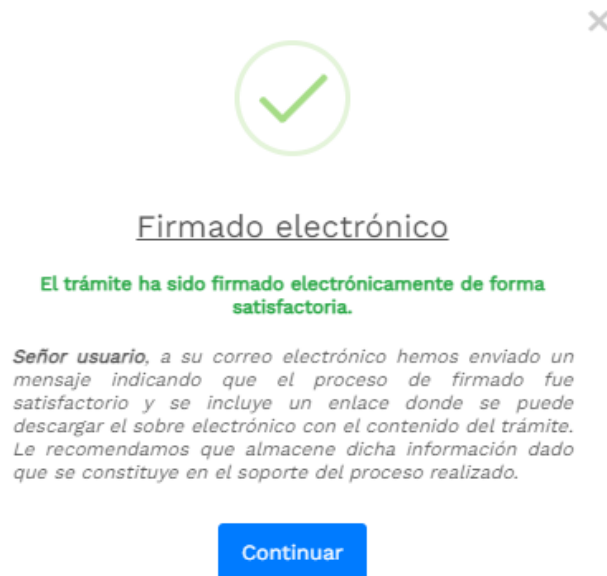 Firmado electrónico
El trámite ha sido firmado electrónicamente de forma
satisfactoria.
Señor usuario, a su correo electrónico hemos enviado un
mensaje indicando que el proceso de firmado fue
satisfactorio y se incluye un enlace donde se puede
descargar el sobre electrónico con el contenido del trámite.
Le recomendamos que almacene dicha información dado
que se constituye en el soporte del proceso realizado.
Continuar